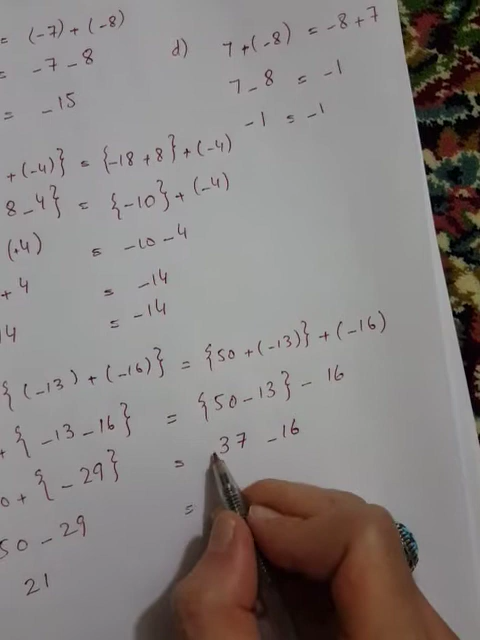 = (-7) + (-8)
= -7 - 8
= -15
d) 7 + (-8) = -8 + 7
7 - 8 = -1
-1 = -1
+ (-4)} = {-18 + 8} + (-4)
8 - 4} = {-10} + (-4)
= -10 - 4
+ 4 = -14
14 = -14
{(-13) + (-16)} = {50 + (-13)} + (-16)
+ {-13 - 16} = {50 - 13} - 16
0 + {-29} = 37 - 16
50 - 29 =
21